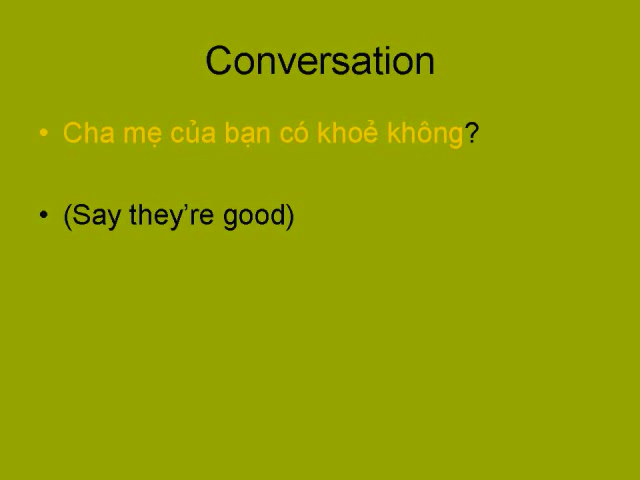 Conversation
• Cha mẹ của bạn có khoẻ không?
• (Say they’re good)